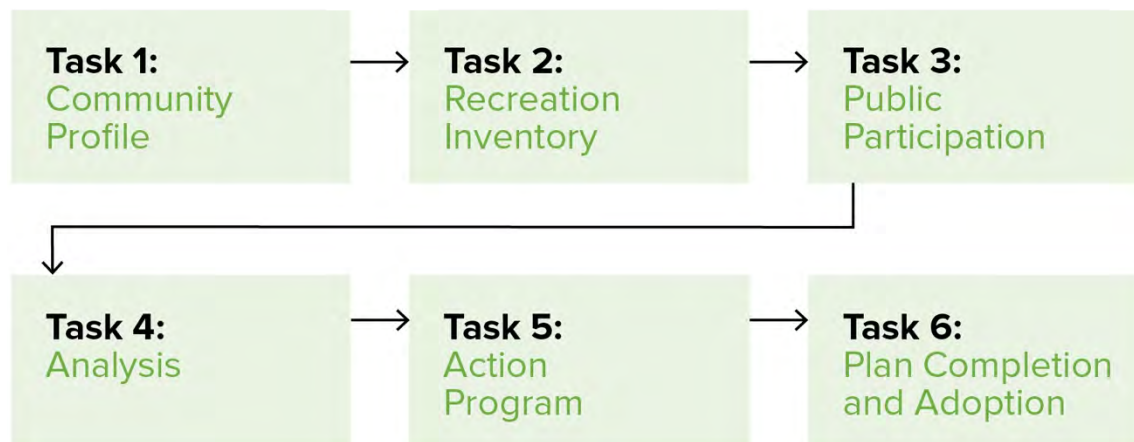 Task 1:
Community
Profile
Task 2:
Recreation
Inventory
Task 3:
Public
Participation
Task 4:
Analysis
Task 5:
Action
Program
Task 6:
Plan Completion
and Adoption